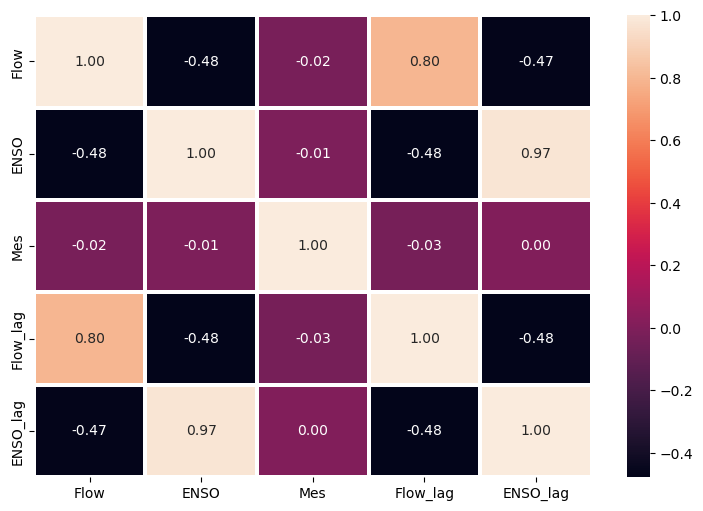 Flow 1.00 -0.48 -0.02 0.80 -0.47
ENSO -0.48 1.00 -0.01 -0.48 0.97
Mes -0.02 -0.01 1.00 -0.03 0.00
Flow_lag 0.80 -0.48 -0.03 1.00 -0.48
ENSO_lag -0.47 0.97 0.00 -0.48 1.00
Flow ENSO Mes Flow_lag ENSO_lag
1.0
0.8
0.6
0.4
0.2
0.0
−0.2
−0.4